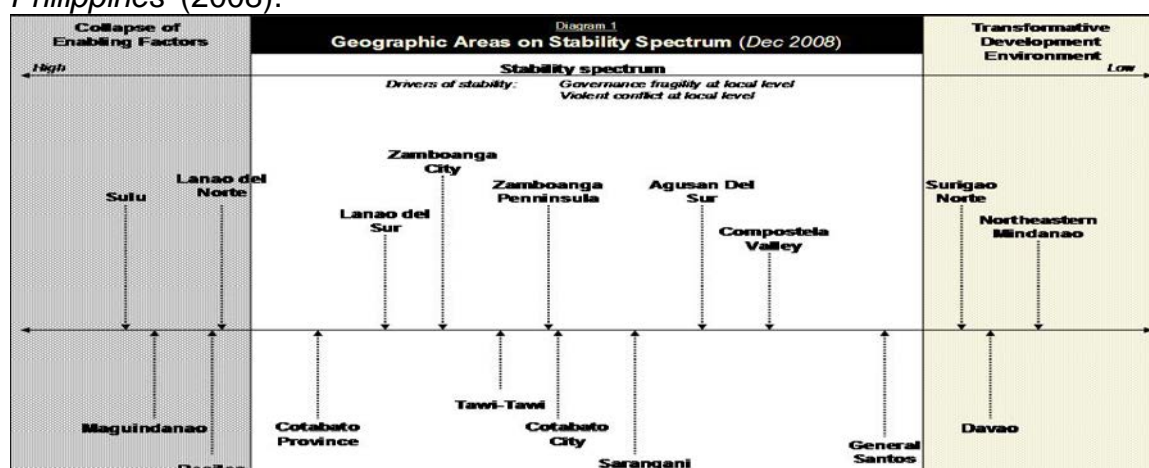 Philippines (2008).
Collapse of
Enabling Factors
Diagram 1
Geographic Areas on Stability Spectrum (Dec 2008)
Transformative
Development
Environment
High
Stability spectrum
Low
Drivers of stability: Governance fragility at local level
Violent conflict at local level
Sulu
Lanao del
Norte
Lanao del
Sur
Zamboanga
City
Zamboanga
Penninsula
Agusan Del
Sur
Compostela
Valley
Surigao
Norte
Northeastern
Mindanao
Maguindanao
Cotabato
Province
Tawi-Tawi
Cotabato
City
Sarangani
General
Santos
Davao